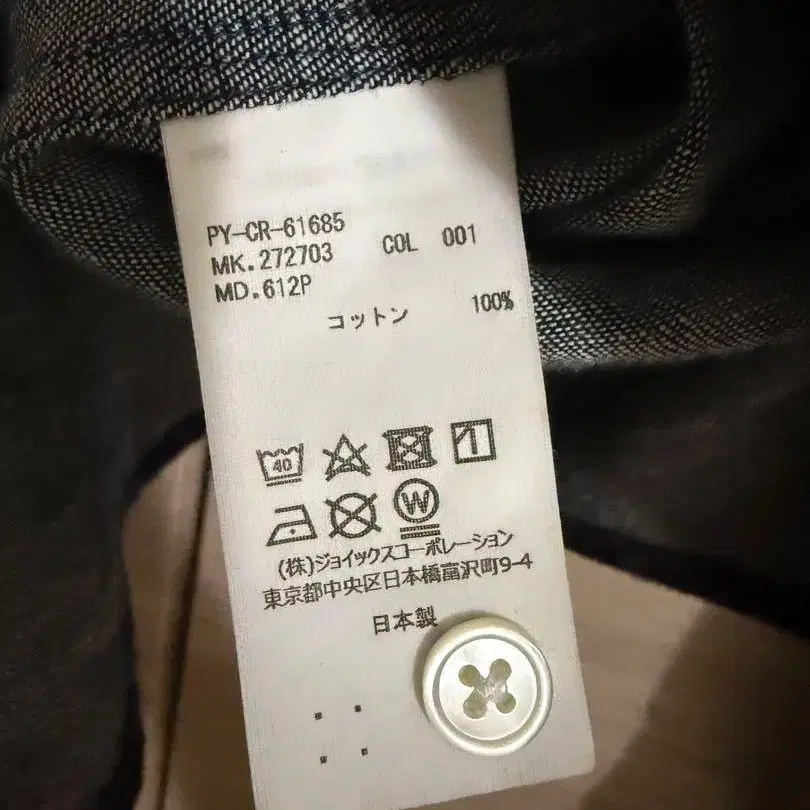 PY-CR-61685
MK.272703 COL 001
MD.612P
コットン 100%
40
W
(株)ジョイックスコーポレーション
東京都中央区日本橋富沢町9-4
日本製